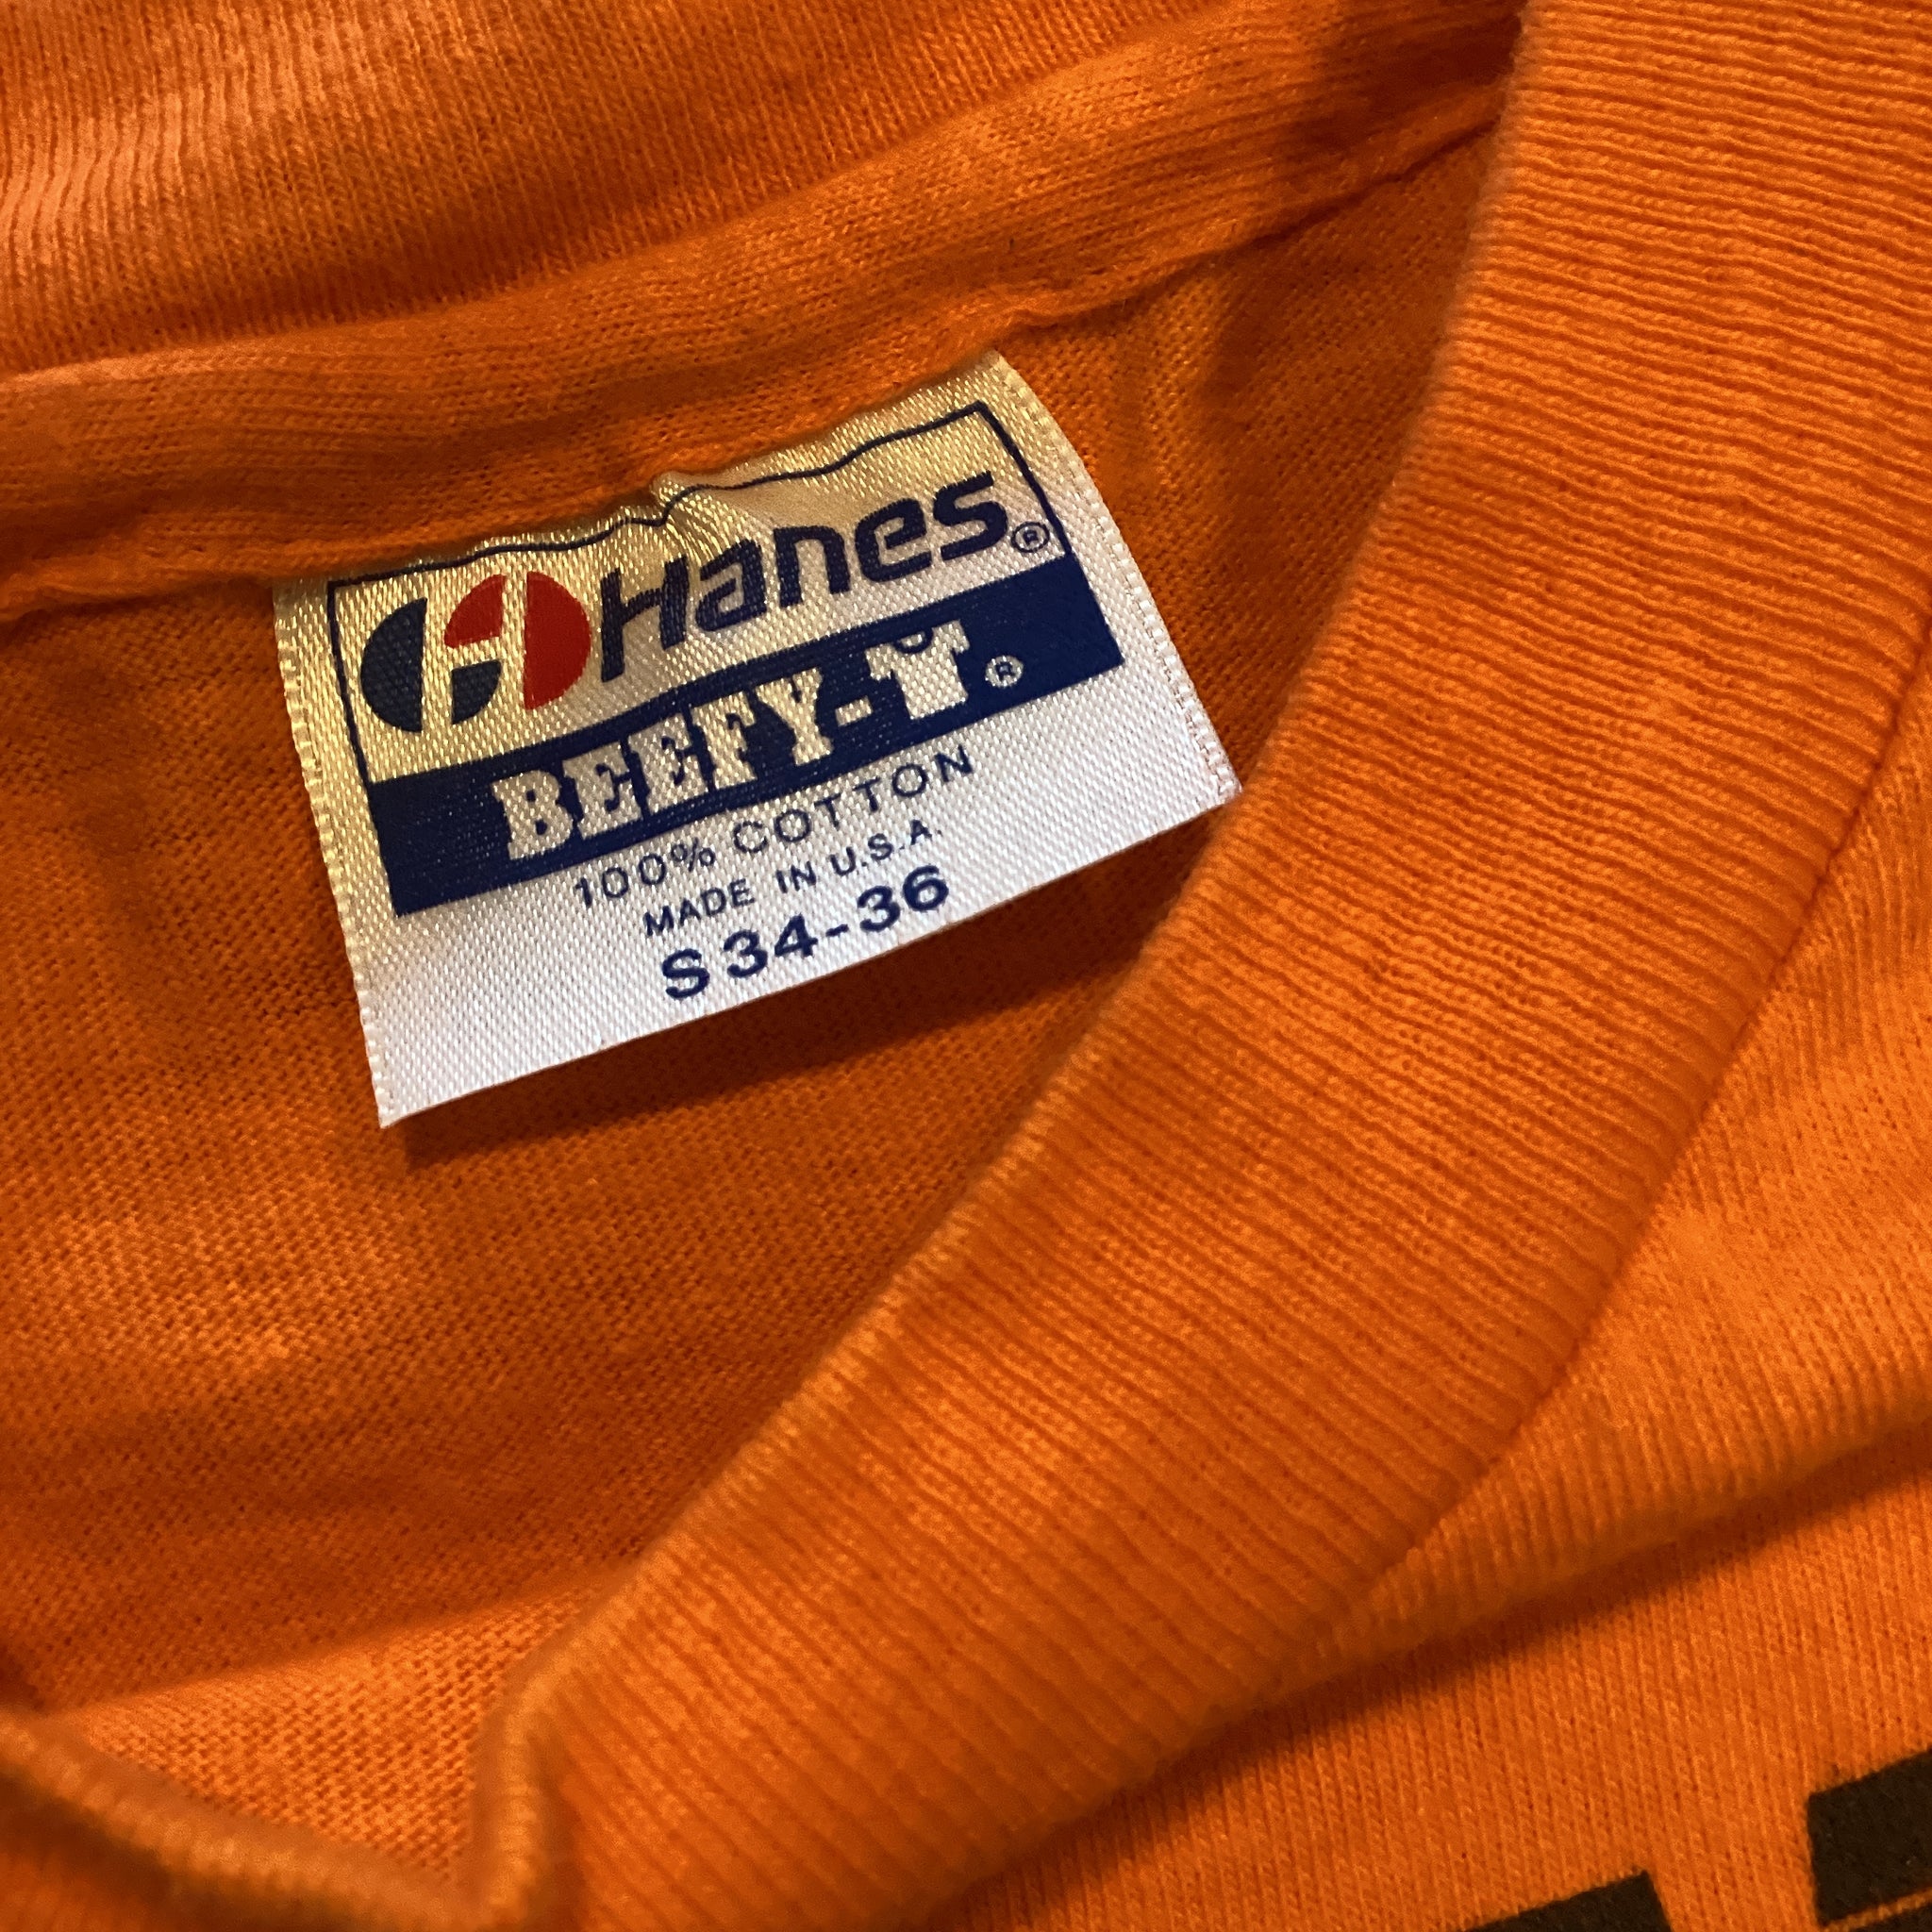 Hanes®
BEEFY-T®
100% COTTON
MADE IN U.S.A.
S 34-36